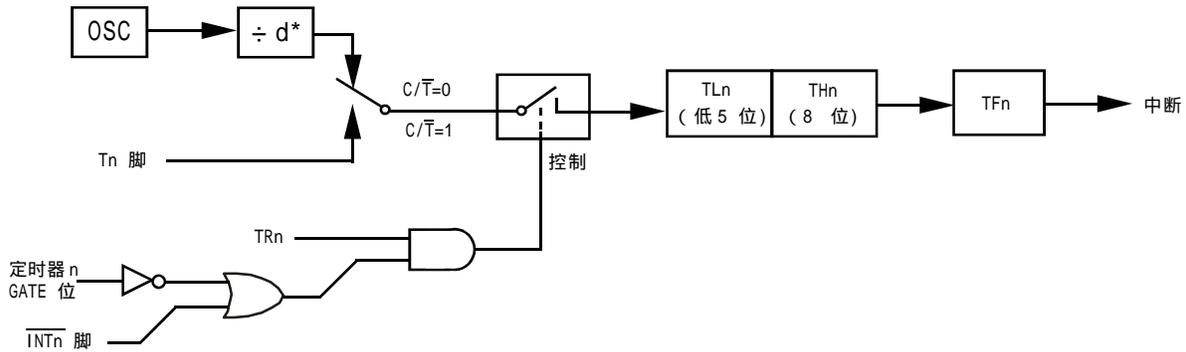 OSC
÷ d*
C/T̅=0
C/T̅=1
Tn 脚
控制
TLn
(低5 位)
THn
(8 位)
TFn
中断
TRn
定时器n
GATE 位
I̅N̅T̅n̅ 脚